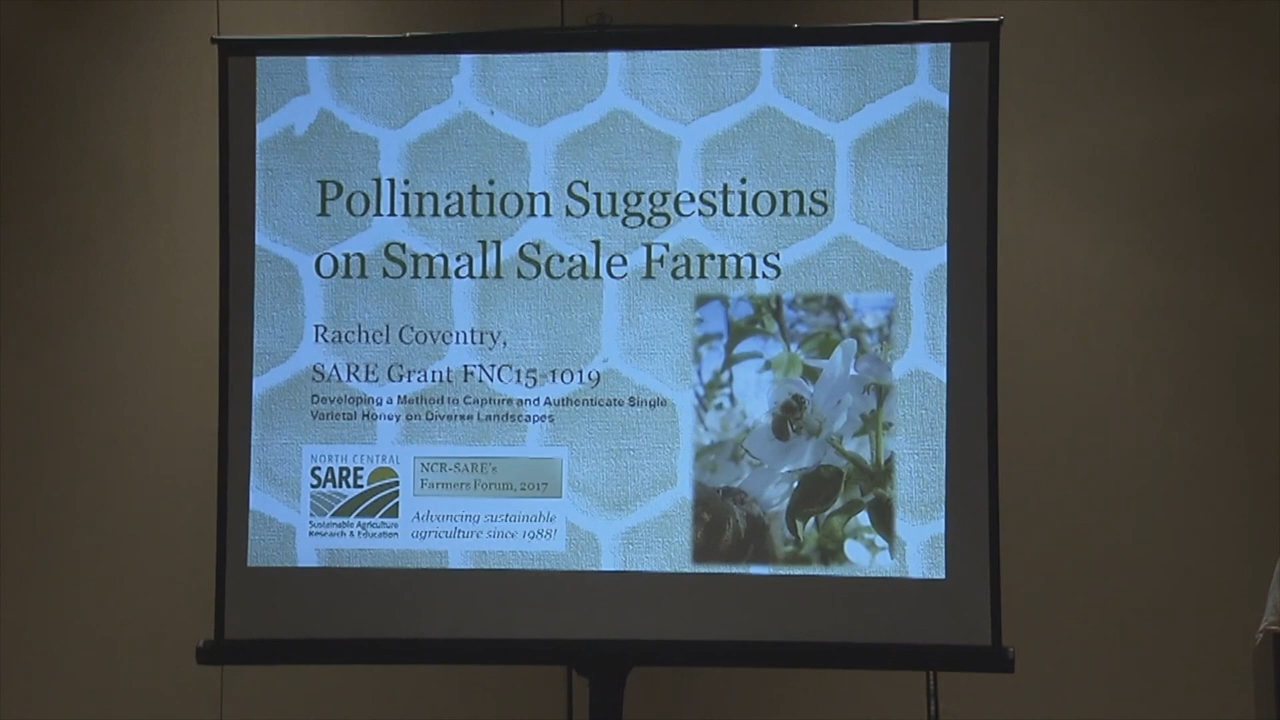 Pollination Suggestions
on Small Scale Farms
Rachel Coventry,
SARE Grant FNC15-1019
Developing a Method to Capture and Authenticate Single
Varietal Honey on Diverse Landscapes
NORTH CENTRAL
SARE
Sustainable Agriculture
Research & Education
NCR-SARE's
Farmers Forum, 2017
Advancing sustainable
agriculture since 1988!